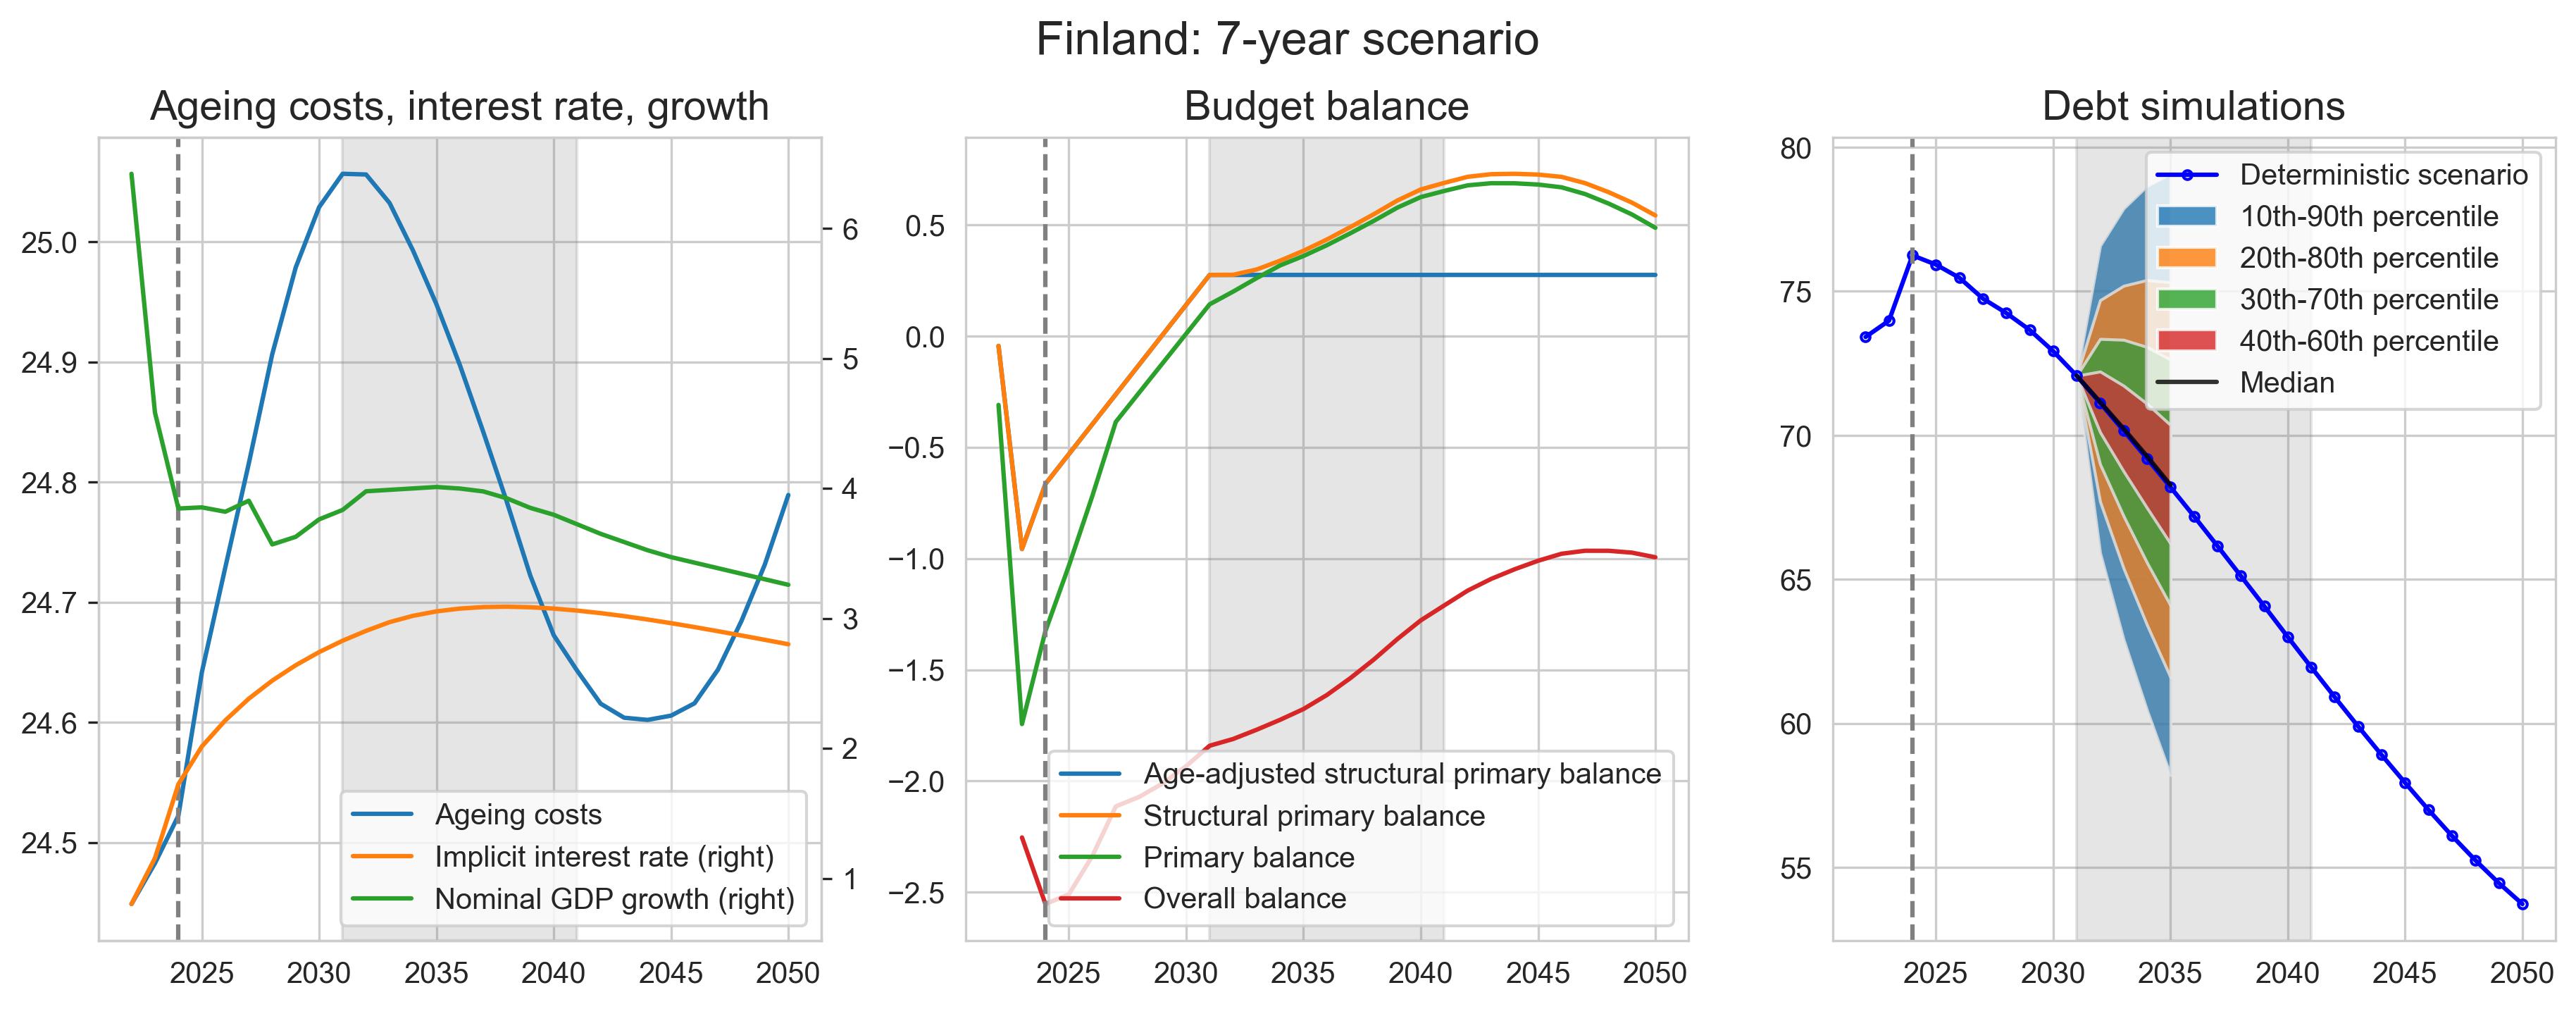 Finland: 7-year scenario
Ageing costs, interest rate, growth
25.0
24.9
24.8
24.7
24.6
24.5
6
5
4
3
2
1
2025 2030 2035 2040 2045 2050
Ageing costs
Implicit interest rate (right)
Nominal GDP growth (right)
Budget balance
0.5
0.0
−0.5
−1.0
−1.5
−2.0
−2.5
2025 2030 2035 2040 2045 2050
Age-adjusted structural primary balance
Structural primary balance
Primary balance
Overall balance
Debt simulations
80
75
70
65
60
55
2025 2030 2035 2040 2045 2050
Deterministic scenario
10th-90th percentile
20th-80th percentile
30th-70th percentile
40th-60th percentile
Median